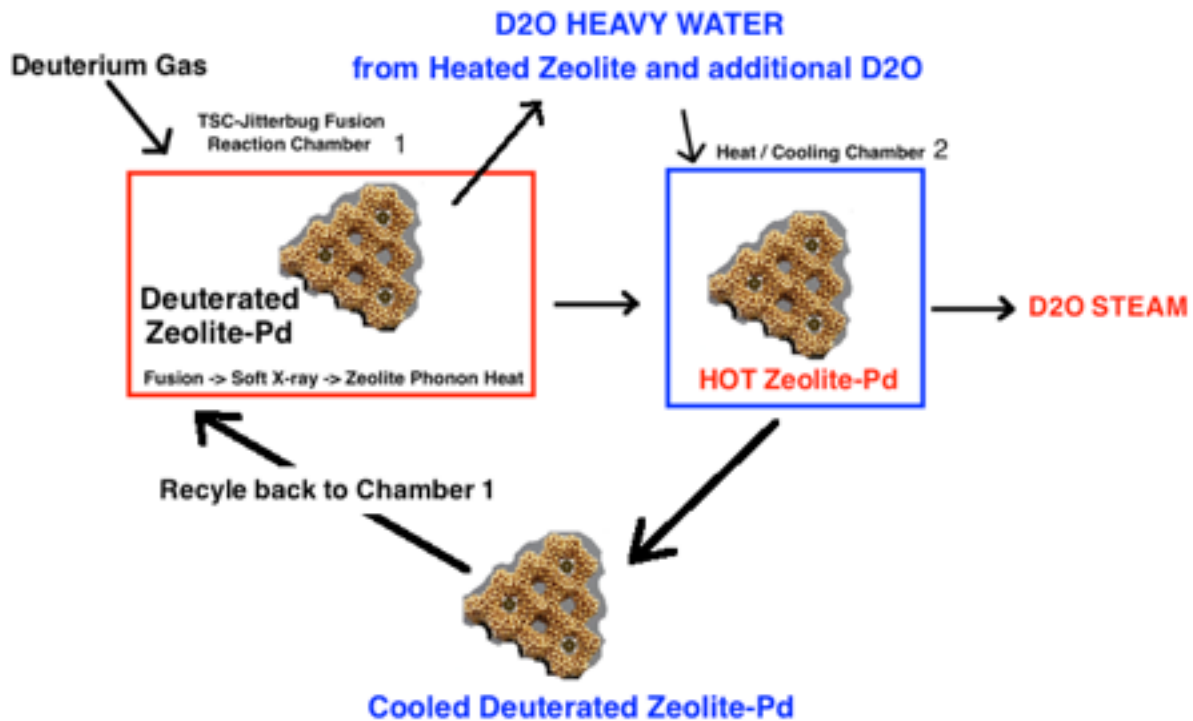 D2O HEAVY WATER
from Heated Zeolite and additional D2O
Deuterium Gas
TSC-Jitterbug Fusion
Reaction Chamber 1
Heat / Cooling Chamber 2
Deuterated
Zeolite-Pd
Fusion -> Soft X-ray -> Zeolite Phonon Heat
HOT Zeolite-Pd
D2O STEAM
Recyle back to Chamber 1
Cooled Deuterated Zeolite-Pd